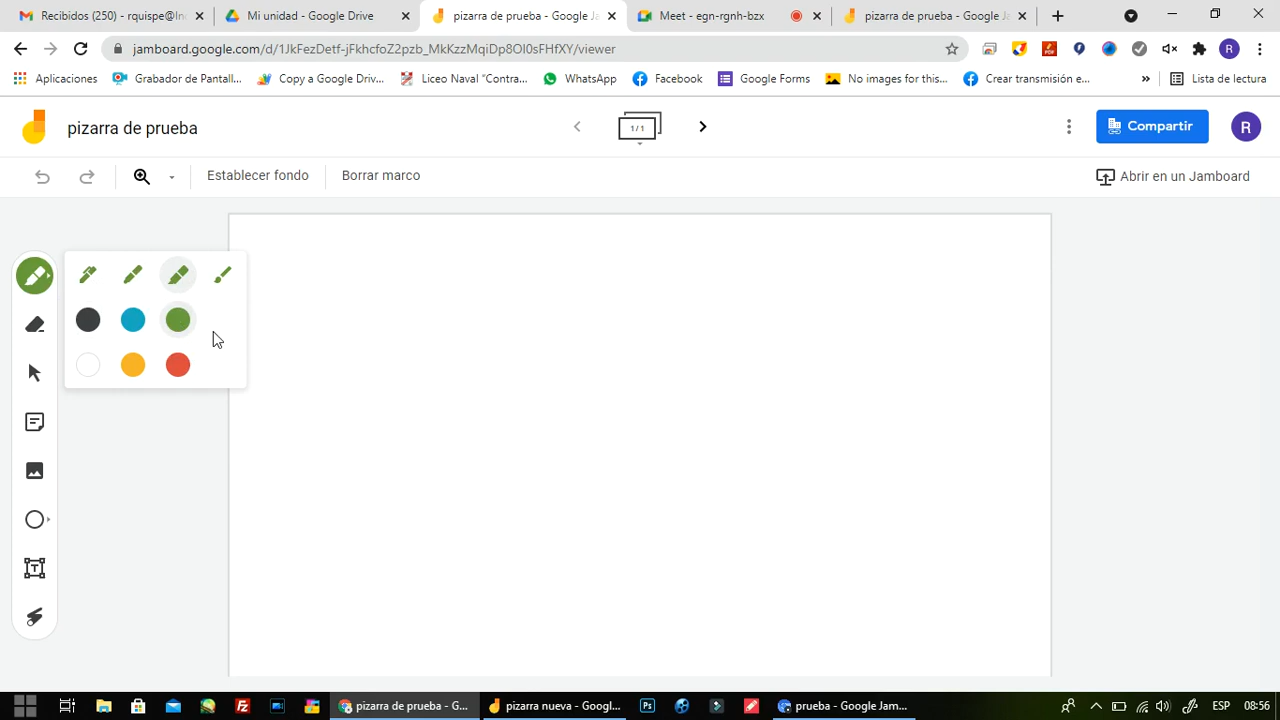 Recibidos (250) - rquispe@In
Mi unidad - Google Drive
pizarra de prueba - Google Ja
Meet - egn-rgnh-bzx
pizarra de prueba - Google Ja
jamboard.google.com/d/1JkFezDetf-jFkhcfoZ2pzb_MkKzzMqiDp8OI0sFHfXY/viewer
R
Aplicaciones
Grabador de Pantall...
Copy a Google Driv...
Liceo Naval "Contra...
WhatsApp
Facebook
Google Forms
No images for this...
Crear transmisión e...
»
Lista de lectura
pizarra de prueba
1 / 1
Compartir
R
Establecer fondo
Borrar marco
Abrir en un Jamboard
T
pizarra de prueba - G...
pizarra nueva - Googl...
Ps
prueba - Google Jam...
ESP
08:56